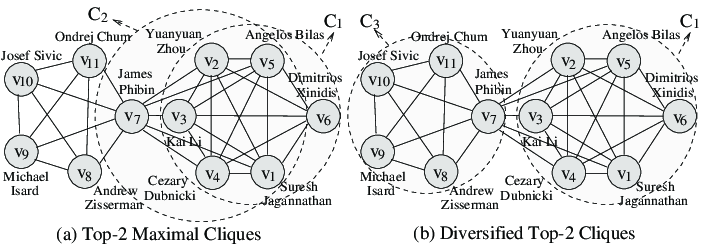 C2
C1
Ondrej Chum
Yuanyuan
Zhou
Angelos Bilas
Josef Sivic
v11
v2
v5
v10
James
Phibin
Dimitrios
Xinidis
v7
v3
v6
Kai Li
v9
v8
v4
v1
Michael
Isard
Andrew
Zisserman
Cezary
Dubnicki
Suresh
Jagannathan
(a) Top-2 Maximal Cliques
C3
C1
Ondrej Chum
Yuanyuan
Zhou
Angelos Bilas
Josef Sivic
v11
v2
v5
v10
James
Phibin
Dimitrios
Xinidis
v7
v3
v6
Kai Li
v9
v8
v4
v1
Michael
Isard
Andrew
Zisserman
Cezary
Dubnicki
Suresh
Jagannathan
(b) Diversified Top-2 Cliques